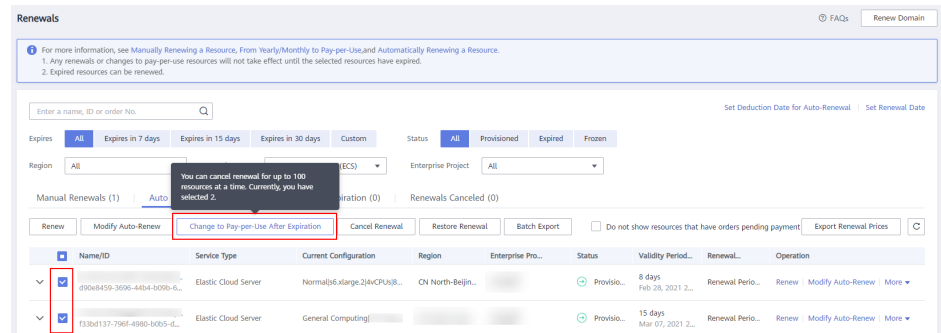 Renewals
FAQs
Renew Domain
For more information, see Manually Renewing a Resource, From Yearly/Monthly to Pay-per-Use,and Automatically Renewing a Resource.
1. Any renewals or changes to pay-per-use resources will not take effect until the selected resources have expired.
2. Expired resources can be renewed.
Enter a name, ID or order No.
Set Deduction Date for Auto-Renewal
Set Renewal Date
Expires All Expires in 7 days Expires in 15 days Expires in 30 days Custom Status All Provisioned Expired Frozen
Region All (ECS) Enterprise Project All
You can cancel renewal for up to 100
resources at a time. Currently, you have
selected 2.
Manual Renewals (1) Auto iration (0) Renewals Canceled (0)
Renew Modify Auto-Renew Change to Pay-per-Use After Expiration Cancel Renewal Restore Renewal Batch Export Do not show resources that have orders pending payment Export Renewal Prices
Name/ID Service Type Current Configuration Region Enterprise Pro... Status Validity Period... Renewal... Operation
d90e8459-3696-44b4-b09b-6... Elastic Cloud Server Normal|s6.xlarge.2|4vCPUs|8... CN North-Beijin... Provisio... 8 days Renewal Perio... Renew Modify Auto-Renew More
Feb 28, 2021 2...
f33bd137-796f-4980-b0b5-d... Elastic Cloud Server General Computing| Provisio... 15 days Renewal Perio... Renew Modify Auto-Renew More
Mar 07, 2021 2...